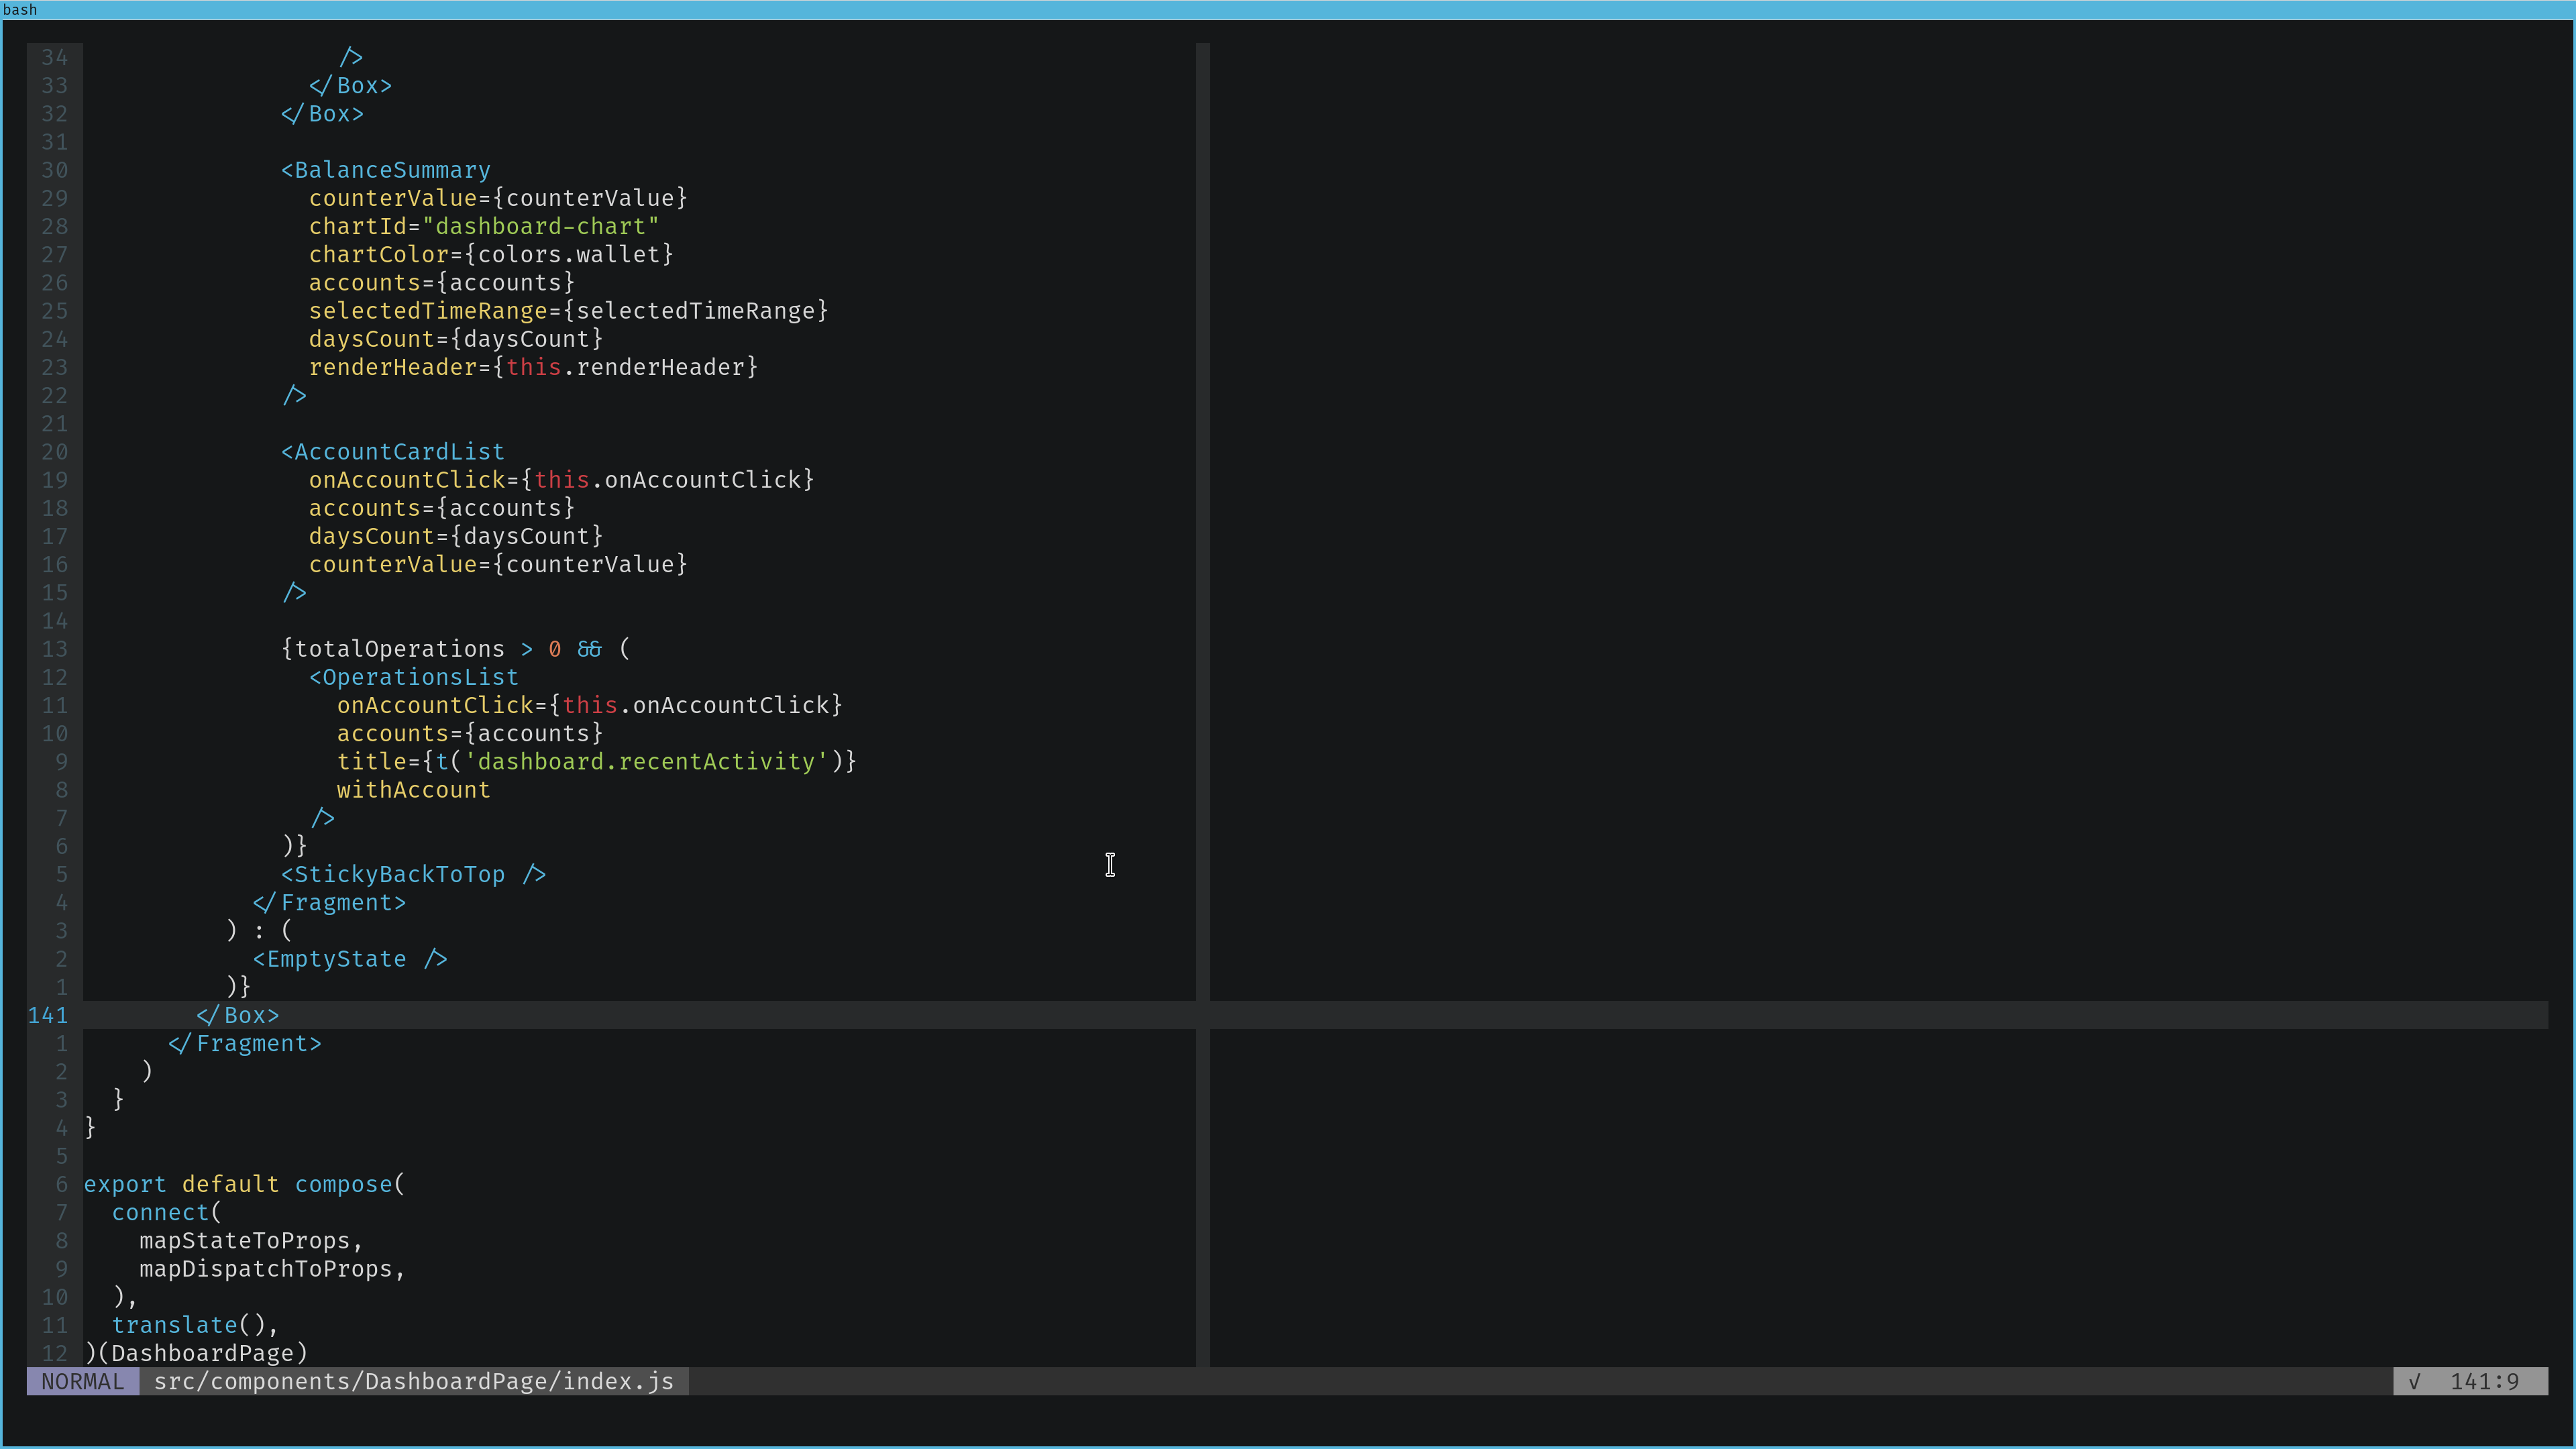 bash
34                   />
33                 </Box>
32               </Box>
31
30               <BalanceSummary
29                 counterValue={counterValue}
28                 chartId="dashboard-chart"
27                 chartColor={colors.wallet}
26                 accounts={accounts}
25                 selectedTimeRange={selectedTimeRange}
24                 daysCount={daysCount}
23                 renderHeader={this.renderHeader}
22               />
21
20               <AccountCardList
19                 onAccountClick={this.onAccountClick}
18                 accounts={accounts}
17                 daysCount={daysCount}
16                 counterValue={counterValue}
15               />
14
13               {totalOperations > 0 && (
12                 <OperationsList
11                   onAccountClick={this.onAccountClick}
10                   accounts={accounts}
9                   title={t('dashboard.recentActivity')}
8                   withAccount
7                 />
6               )}
5               <StickyBackToTop />
4             </Fragment>
3           ) : (
2             <EmptyState />
1           )}
141         </Box>
1       </Fragment>
2     )
3   }
4 }
5
6 export default compose(
7   connect(
8     mapStateToProps,
9     mapDispatchToProps,
10   ),
11   translate(),
12 )(DashboardPage)
NORMAL src/components/DashboardPage/index.js √ 141:9